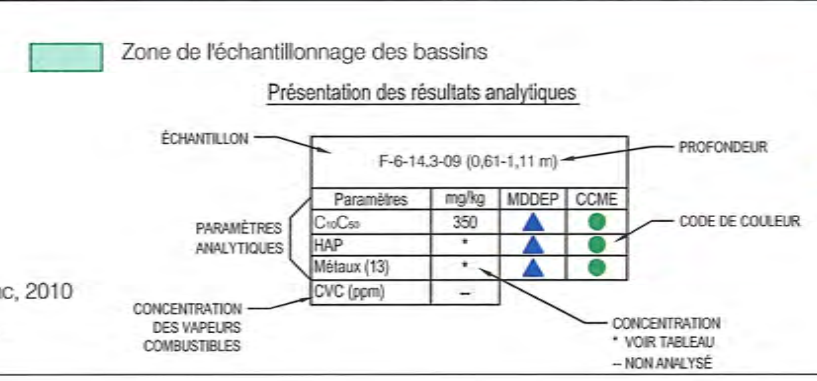 Zone de l'échantillonnage des bassins
Présentation des résultats analytiques
ÉCHANTILLON
F-6-14.3-09 (0,61-1,11 m)
PROFONDEUR
Paramètres mg/kg MDDEP CCME
C10C50 350
HAP *
Métaux (13) *
CVC (ppm) --
PARAMÈTRES
ANALYTIQUES
CODE DE COULEUR
c, 2010
CONCENTRATION
DES VAPEURS
COMBUSTIBLES
CONCENTRATION
* VOIR TABLEAU
-- NON ANALYSÉ